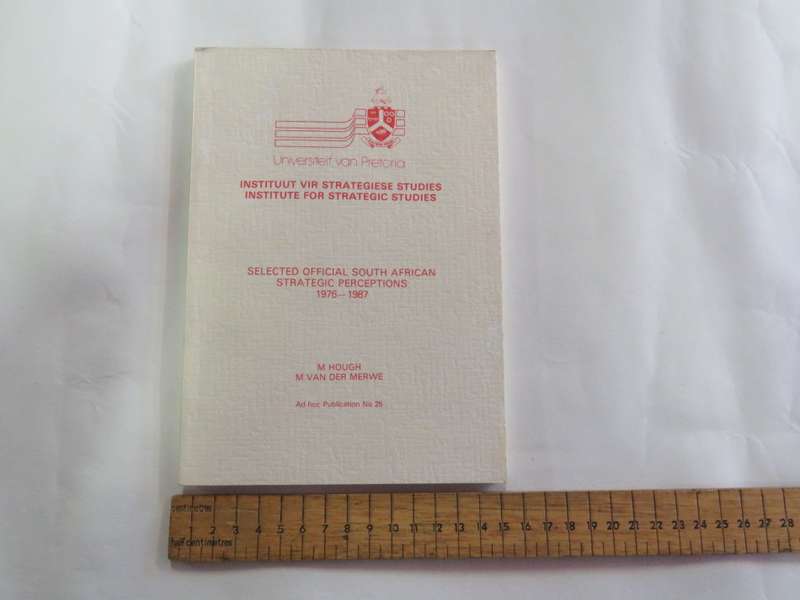 Universiteit van Pretoria
INSTITUUT VIR STRATEGIESE STUDIES
INSTITUTE FOR STRATEGIC STUDIES
SELECTED OFFICIAL SOUTH AFRICAN
STRATEGIC PERCEPTIONS
1976—1987
M HOUGH
M VAN DER MERWE
Ad hoc Publication No 25
centimetres
1 2 3 4 5 6 7 8 9 10 11 12 13 14 15 16 17 18 19 20 21 22 23 24 25 26 27 28
half centimetres